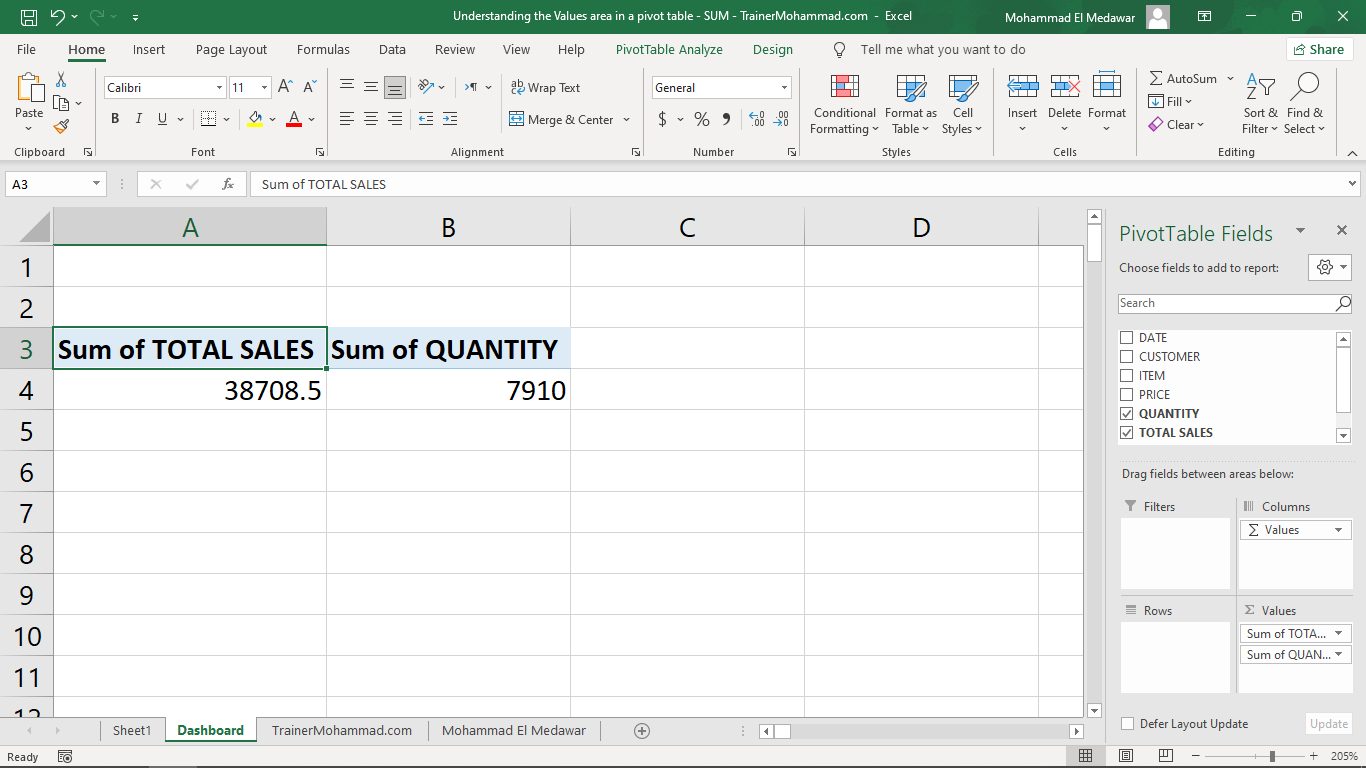 Understanding the Values area in a pivot table - SUM - TrainerMohammad.com - Excel
Mohammad El Medawar
File Home Insert Page Layout Formulas Data Review View Help PivotTable Analyze Design Tell me what you want to do Share
Paste
Clipboard
Calibri 11
B I U
A
Font
Wrap Text
Merge & Center
Alignment
General
$ % 9
Number
Conditional Formatting
Format as Table
Cell Styles
Styles
Insert Delete Format
Cells
AutoSum
Fill
Clear
Sort & Filter
Find & Select
Editing
A3 fx Sum of TOTAL SALES
A B C D
1
2
3 Sum of TOTAL SALES Sum of QUANTITY
4 38708.5 7910
5
6
7
8
9
10
11
12
PivotTable Fields
Choose fields to add to report:
Search
DATE
CUSTOMER
ITEM
PRICE
QUANTITY
TOTAL SALES
Drag fields between areas below:
Filters
Columns
Σ Values
Rows
Σ Values
Sum of TOTA...
Sum of QUAN...
Defer Layout Update Update
Sheet1 Dashboard TrainerMohammad.com Mohammad El Medawar
Ready
205%